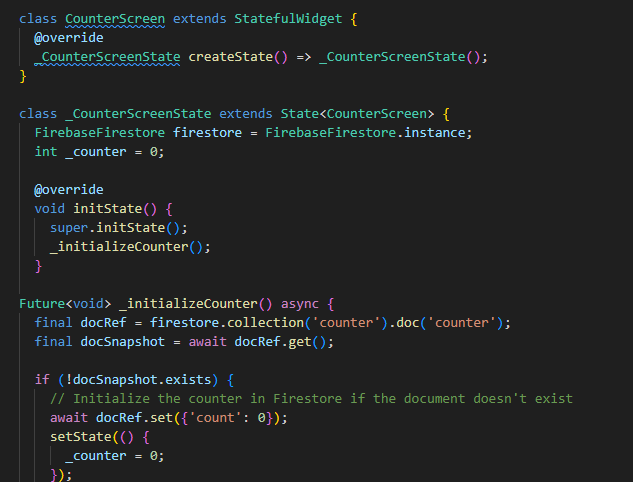 class CounterScreen extends StatefulWidget {
@override
_CounterScreenState createState() => _CounterScreenState();
}
class _CounterScreenState extends State<CounterScreen> {
FirebaseFirestore firestore = FirebaseFirestore.instance;
int _counter = 0;
@override
void initState() {
super.initState();
_initializeCounter();
}
Future<void> _initializeCounter() async {
final docRef = firestore.collection('counter').doc('counter');
final docSnapshot = await docRef.get();
if (!docSnapshot.exists) {
// Initialize the counter in Firestore if the document doesn't exist
await docRef.set({'count': 0});
setState(() {
_counter = 0;
});